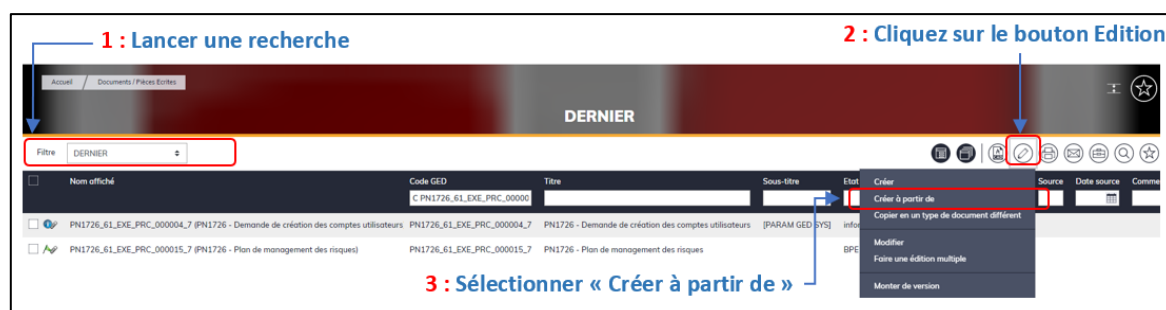 1 : Lancer une recherche
2 : Cliquez sur le bouton Edition
Accueil / Documents / Pièces Ecrites
DERNIER
Filtre DERNIER
Nom affiché Code GED Titre Sous-titre Etat Source Date source Comme
C PN1726_61_EXE_PRC_00000
PN1726_61_EXE_PRC_000004_7 (PN1726 - Demande de création des comptes utilisateurs) PN1726_61_EXE_PRC_000004_7 PN1726 - Demande de création des comptes utilisateurs [PARAM GED SYS] infor
PN1726_61_EXE_PRC_000015_7 (PN1726 - Plan de management des risques) PN1726_61_EXE_PRC_000015_7 PN1726 - Plan de management des risques BPE
Créer
Créer à partir de
Copier en un type de document différent
Modifier
Faire une édition multiple
Monter de version
3 : Sélectionner « Créer à partir de »